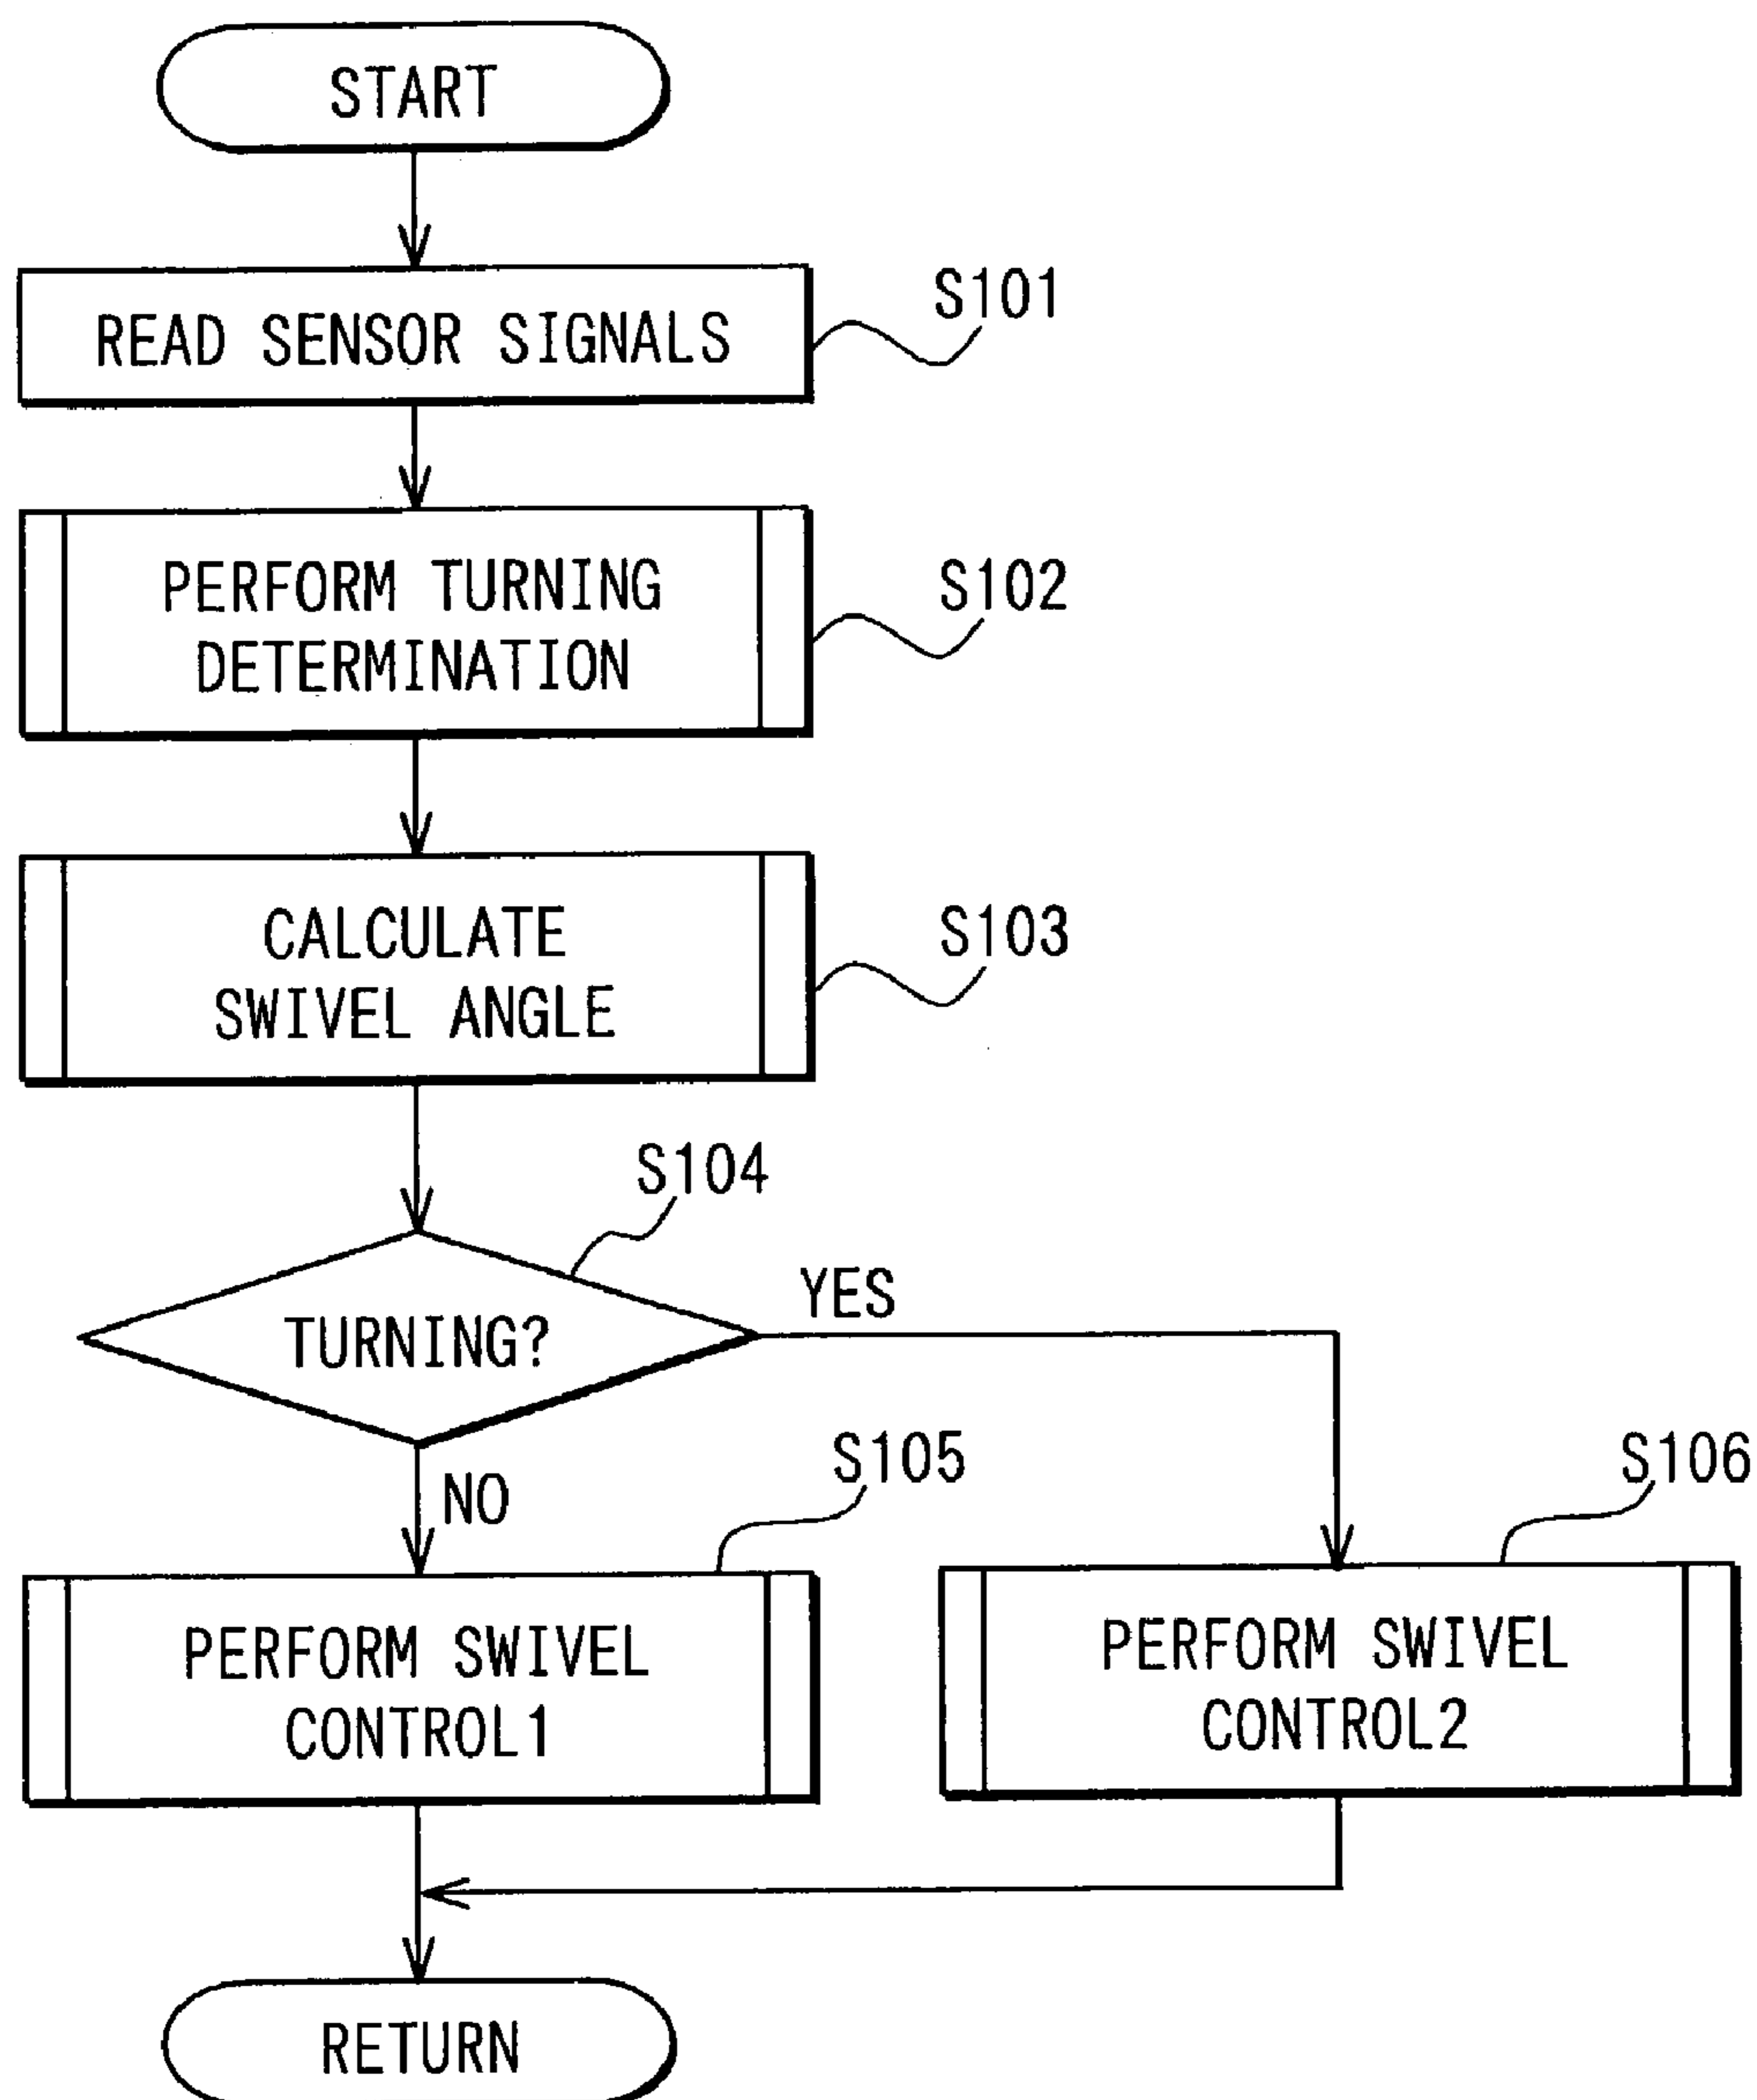 START
READ SENSOR SIGNALS
S101
PERFORM TURNING
DETERMINATION
S102
CALCULATE
SWIVEL ANGLE
S103
S104
TURNING?
YES
NO
S105
PERFORM SWIVEL
CONTROL1
S106
PERFORM SWIVEL
CONTROL2
RETURN